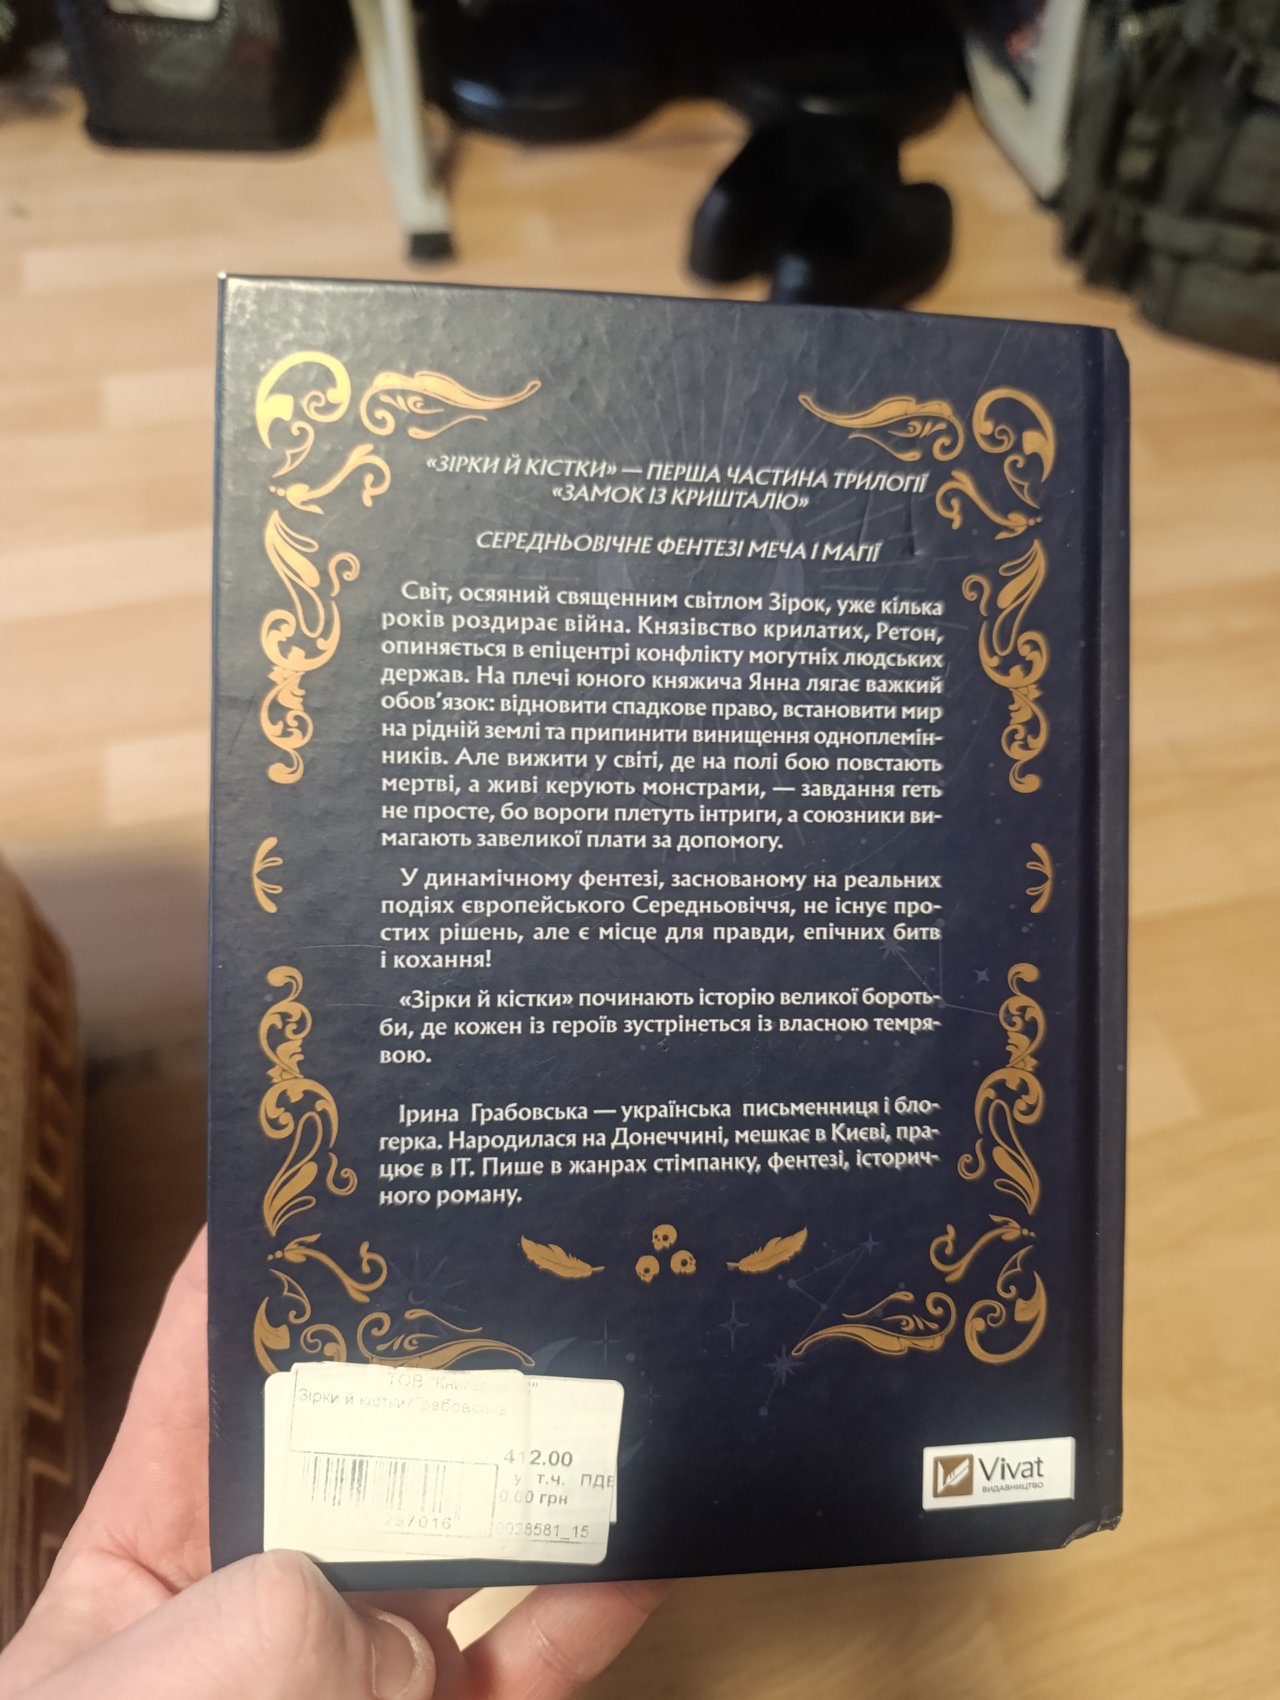 «ЗІРКИ Й КІСТКИ» — ПЕРША ЧАСТИНА ТРИЛОГІЇ
«ЗАМОК ІЗ КРИШТАЛЮ»
СЕРЕДНЬОВІЧНЕ ФЕНТЕЗІ МЕЧА І МАГІЇ
Світ, осяяний священним світлом Зірок, уже кілька
років роздирає війна. Князівство крилатих, Ретон,
опиняється в епіцентрі конфлікту могутніх людських
держав. На плечі юного княжича Янна лягає важкий
обов’язок: відновити спадкове право, встановити мир
на рідній землі та припинити винищення одноплемін-
ників. Але вижити у світі, де на полі бою повстають
мертві, а живі керують монстрами, — завдання геть
не просте, бо вороги плетуть інтриги, а союзники ви-
магають завеликої плати за допомогу.
У динамічному фентезі, заснованому на реальних
подіях європейського Середньовіччя, не існує про-
стих рішень, але є місце для правди, епічних битв
і кохання!
«Зірки й кістки» починають історію великої бороть-
би, де кожен із героїв зустрінеться із власною темря-
вою.
Ірина Грабовська — українська письменниця і бло-
герка. Народилася на Донеччині, мешкає в Києві, пра-
цює в ІТ. Пише в жанрах стімпанку, фентезі, історич-
ного роману.
ТОВ
Зірки й кістки/Грабовська
412.00
у т.ч. ПДВ
0.00 грн
297016
0028581_15
Vivat
ВИДАВНИЦТВО